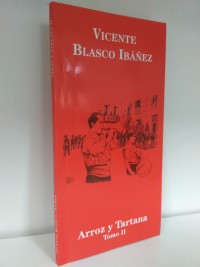 VICENTE
BLASCO IBÁÑEZ
Arroz y Tartana
Tomo II